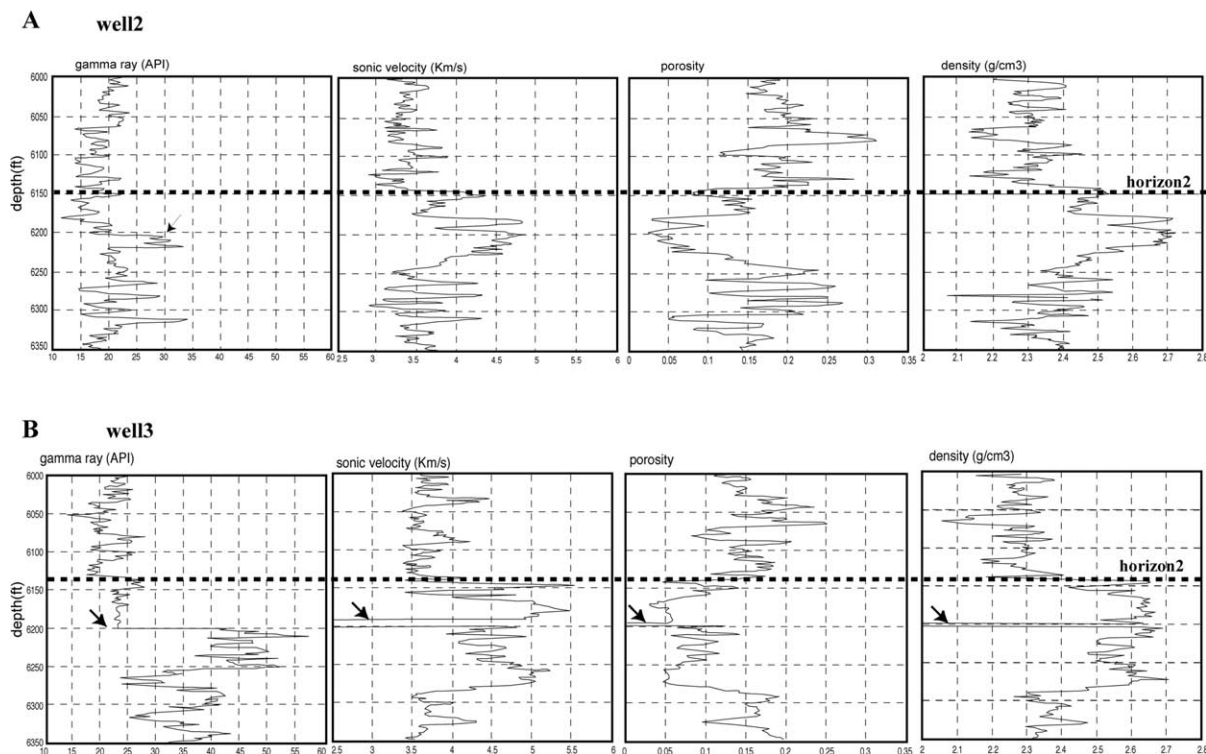 A well2
gamma ray (API) sonic velocity (Km/s) porosity density (g/cm3)
depth(ft)
6000
6050
6100
6150
6200
6250
6300
6350
horizon2
10 15 20 25 30 35 40 45 50 55 60
2.5 3 3.5 4 4.5 5 5.5 6
0 0.05 0.1 0.15 0.2 0.25 0.3 0.35
2 2.1 2.2 2.3 2.4 2.5 2.6 2.7 2.8
B well3
gamma ray (API) sonic velocity (Km/s) porosity density (g/cm3)
depth(ft)
6000
6050
6100
6150
6200
6250
6300
6350
horizon2
10 15 20 25 30 35 40 45 50 55 60
2.5 3 3.5 4 4.5 5 5.5 6
0 0.05 0.1 0.15 0.2 0.25 0.3 0.35
2 2.1 2.2 2.3 2.4 2.5 2.6 2.7 2.8